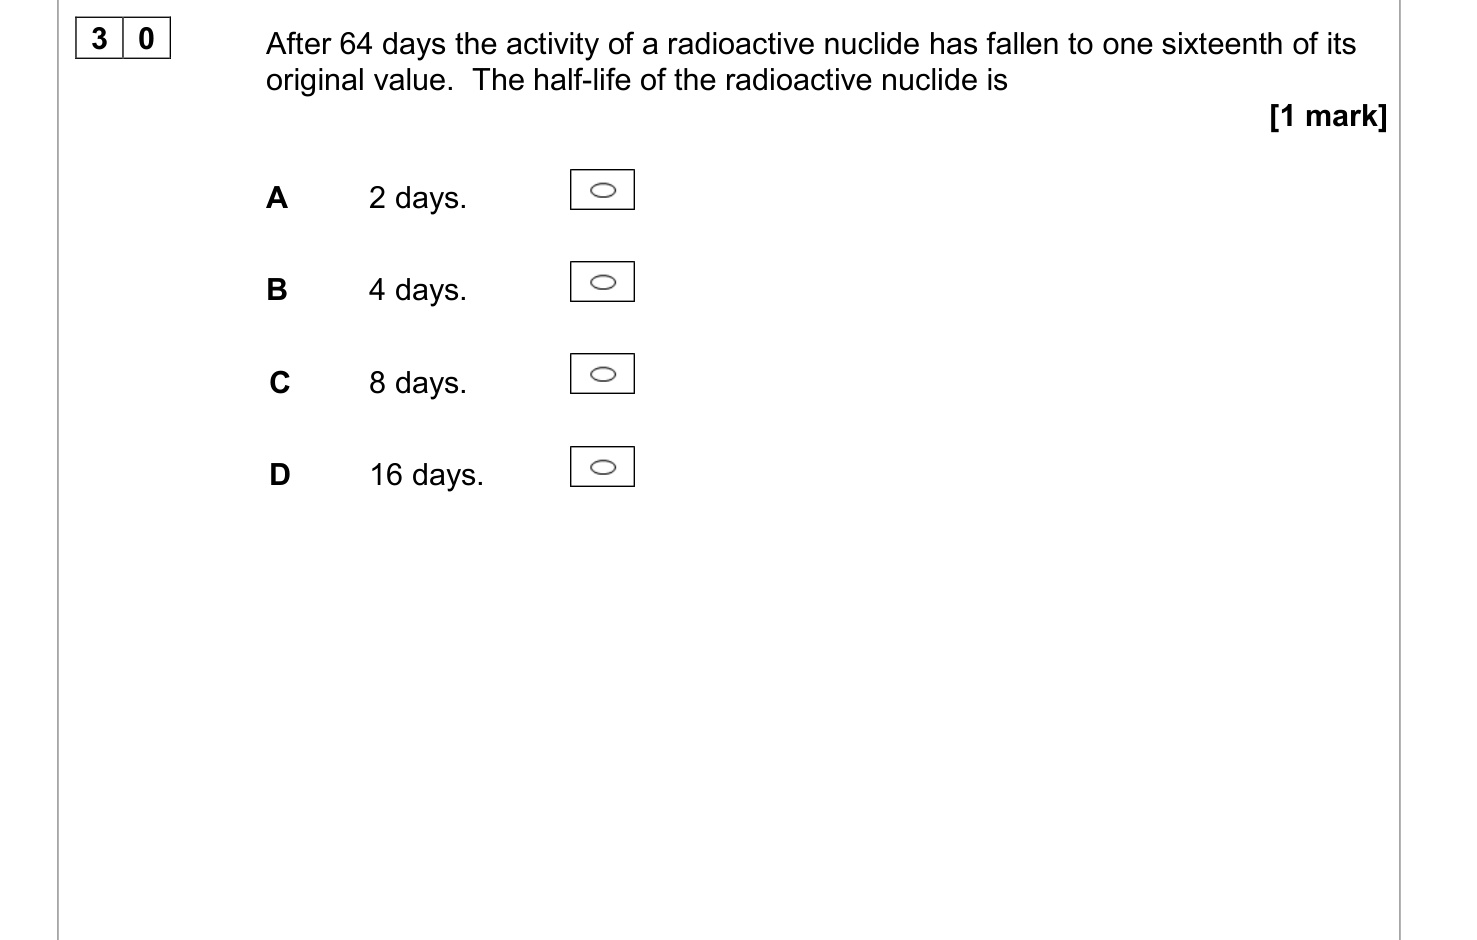 3 0
After 64 days the activity of a radioactive nuclide has fallen to one sixteenth of its
original value.  The half-life of the radioactive nuclide is
[1 mark]
A 2 days.
B 4 days.
C 8 days.
D 16 days.